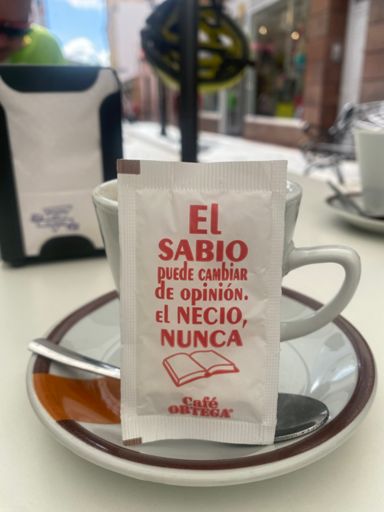 EL
SABIO
puede cambiar
de opinión.
el NECIO,
NUNCA
Café
ORTEGA®